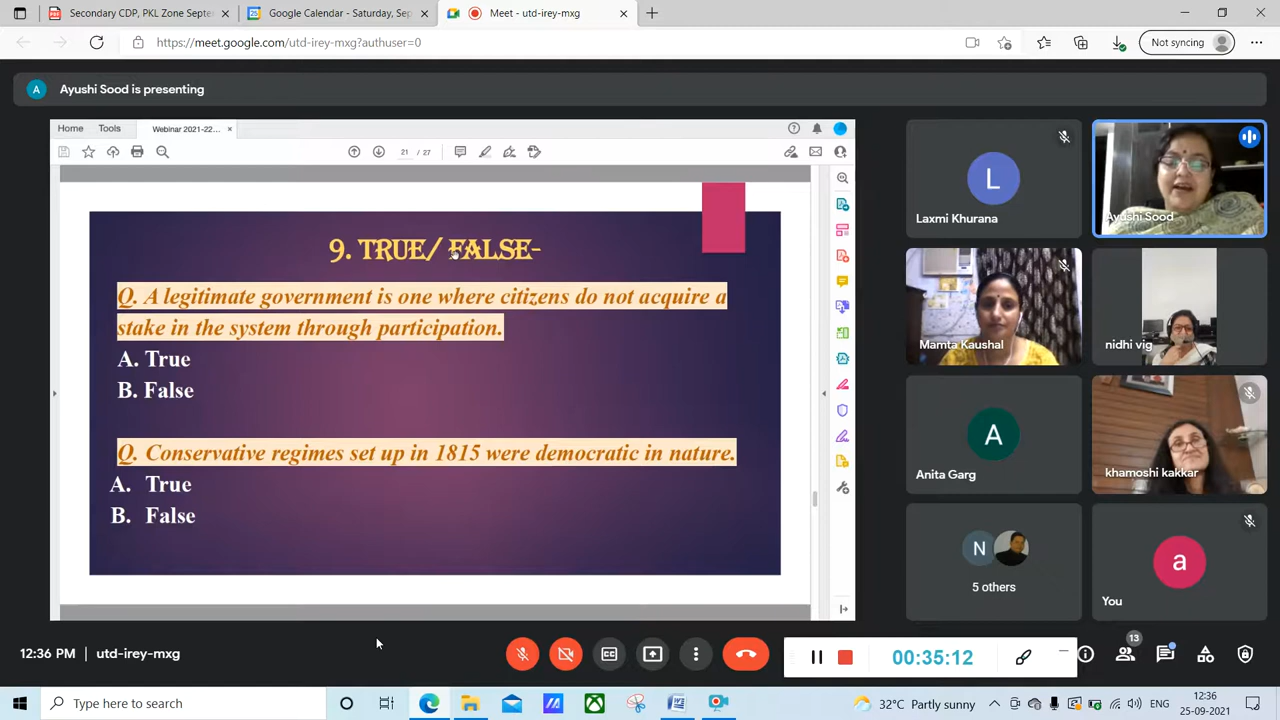 Secondary CDP, PKL Zone Septe
Google Calendar - Saturday, Sep
Meet - utd-irey-mxg
https://meet.google.com/utd-irey-mxg?authuser=0
Not syncing
A
Ayushi Sood is presenting
Home
Tools
Webinar 2021-22...
21 / 27
9. TRUE/ FALSE-
Q. A legitimate government is one where citizens do not acquire a
stake in the system through participation.
A. True
B. False
Q. Conservative regimes set up in 1815 were democratic in nature.
A. True
B. False
L
Laxmi Khurana
Ayushi Sood
Mamta Kaushal
nidhi vig
A
Anita Garg
khamoshi kakkar
N
5 others
a
You
12:36 PM | utd-irey-mxg
CC
00:35:12
13
Type here to search
32°C Partly sunny
ENG
12:36
25-09-2021